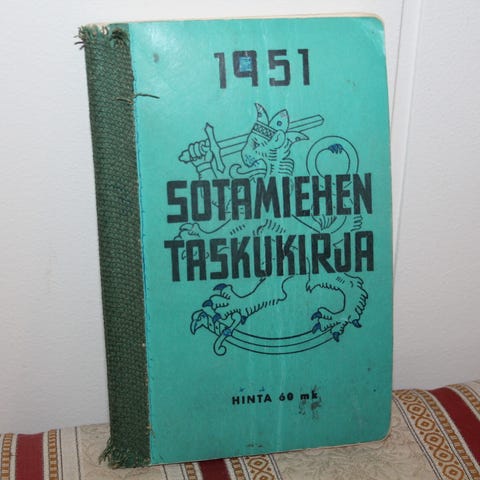 1951
SOTAMIEHEN
TASKUKIRJA
HINTA 60 mk